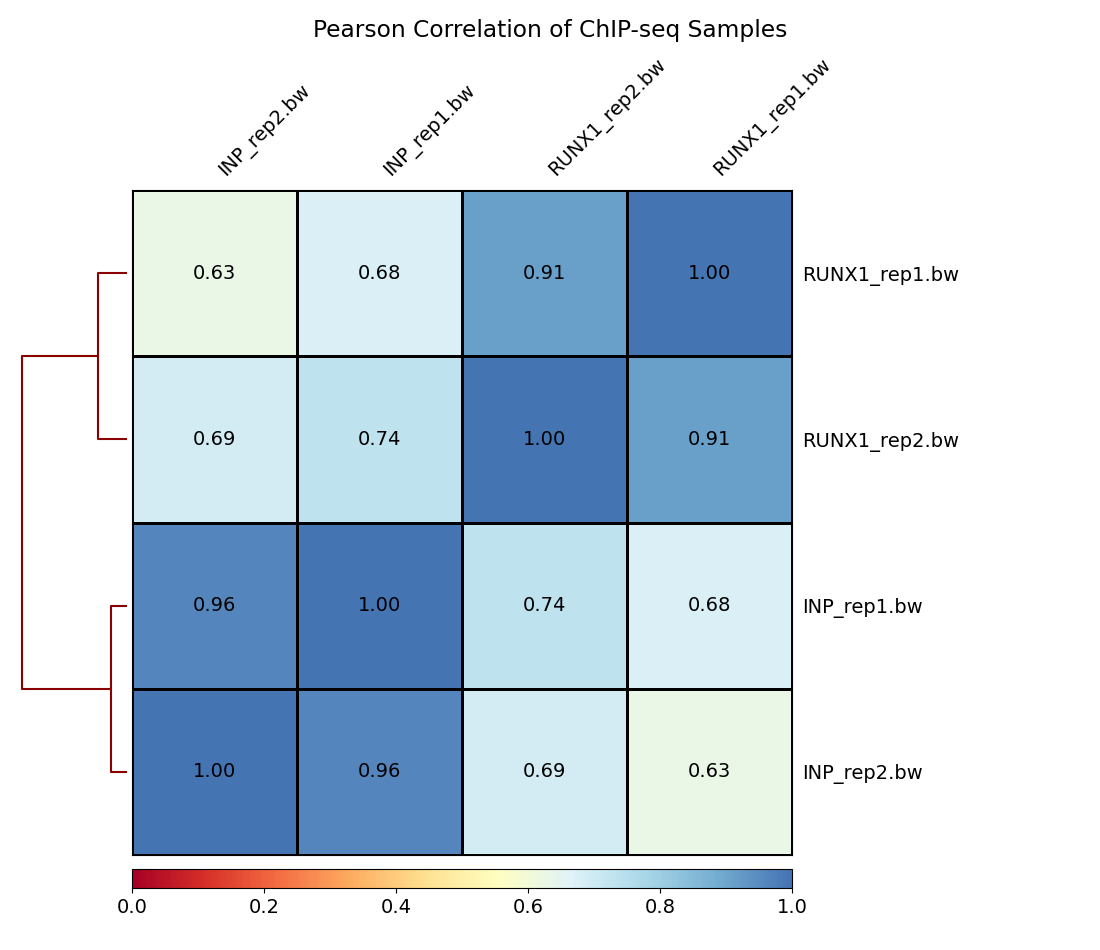 Pearson Correlation of ChIP-seq Samples
INP_rep2.bw
INP_rep1.bw
RUNX1_rep2.bw
RUNX1_rep1.bw
0.63 0.68 0.91 1.00 RUNX1_rep1.bw
0.69 0.74 1.00 0.91 RUNX1_rep2.bw
0.96 1.00 0.74 0.68 INP_rep1.bw
1.00 0.96 0.69 0.63 INP_rep2.bw
0.0 0.2 0.4 0.6 0.8 1.0